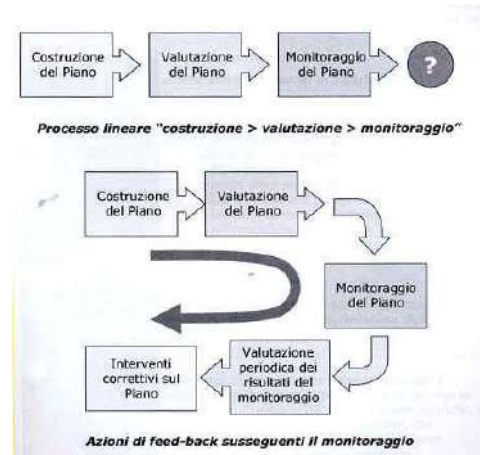 Costruzione
del Piano
Valutazione
del Piano
Monitoraggio
del Piano
?
Processo lineare "costruzione > valutazione > monitoraggio"
Costruzione
del Piano
Valutazione
del Piano
Monitoraggio
del Piano
Valutazione
periodica dei
risultati del
monitoraggio
Interventi
correttivi sul
Piano
Azioni di feed-back susseguenti il monitoraggio